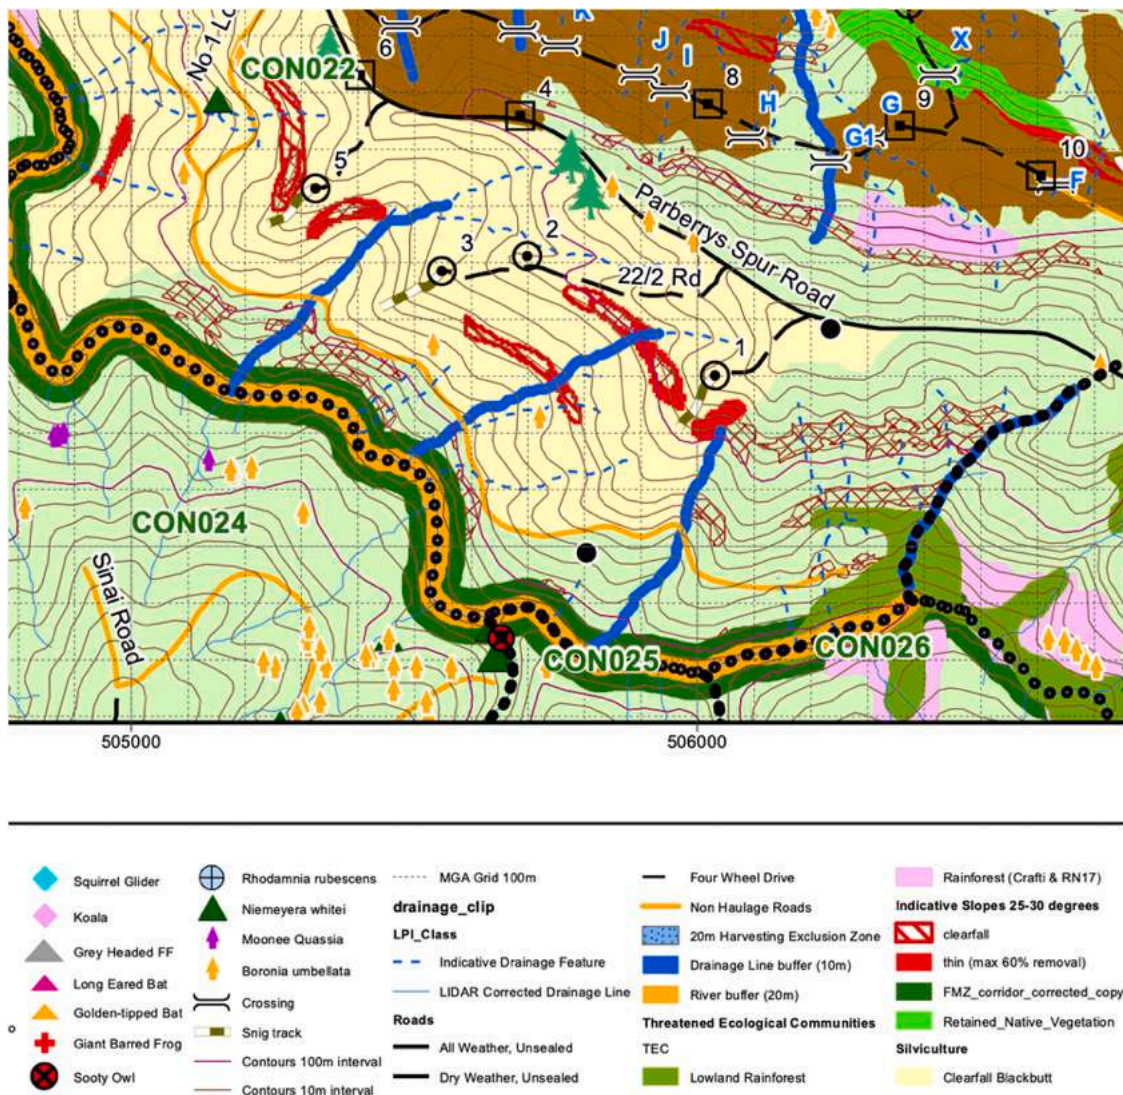 K
6
No 1 Lo
CON022
J
I
8
X
4
H
G
9
G1
10
F
5
Parberrys Spur Road
3
2
22/2 Rd
1
CON024
Sinai Road
CON025
CON026
505000
506000
Squirrel Glider
Koala
Grey Headed FF
Long Eared Bat
Golden-tipped Bat
Giant Barred Frog
Sooty Owl
Rhodamnia rubescens
Niemeyera whitei
Moonee Quassia
Boronia umbellata
Crossing
Snig track
Contours 100m interval
Contours 10m interval
MGA Grid 100m
drainage_clip
LPI_Class
Indicative Drainage Feature
LIDAR Corrected Drainage Line
Roads
All Weather, Unsealed
Dry Weather, Unsealed
Four Wheel Drive
Non Haulage Roads
20m Harvesting Exclusion Zone
Drainage Line buffer (10m)
River buffer (20m)
Threatened Ecological Communities
TEC
Lowland Rainforest
Rainforest (Crafti & RN17)
Indicative Slopes 25-30 degrees
clearfall
thin (max 60% removal)
FMZ_corridor_corrected_copy
Retained_Native_Vegetation
Silviculture
Clearfall Blackbutt